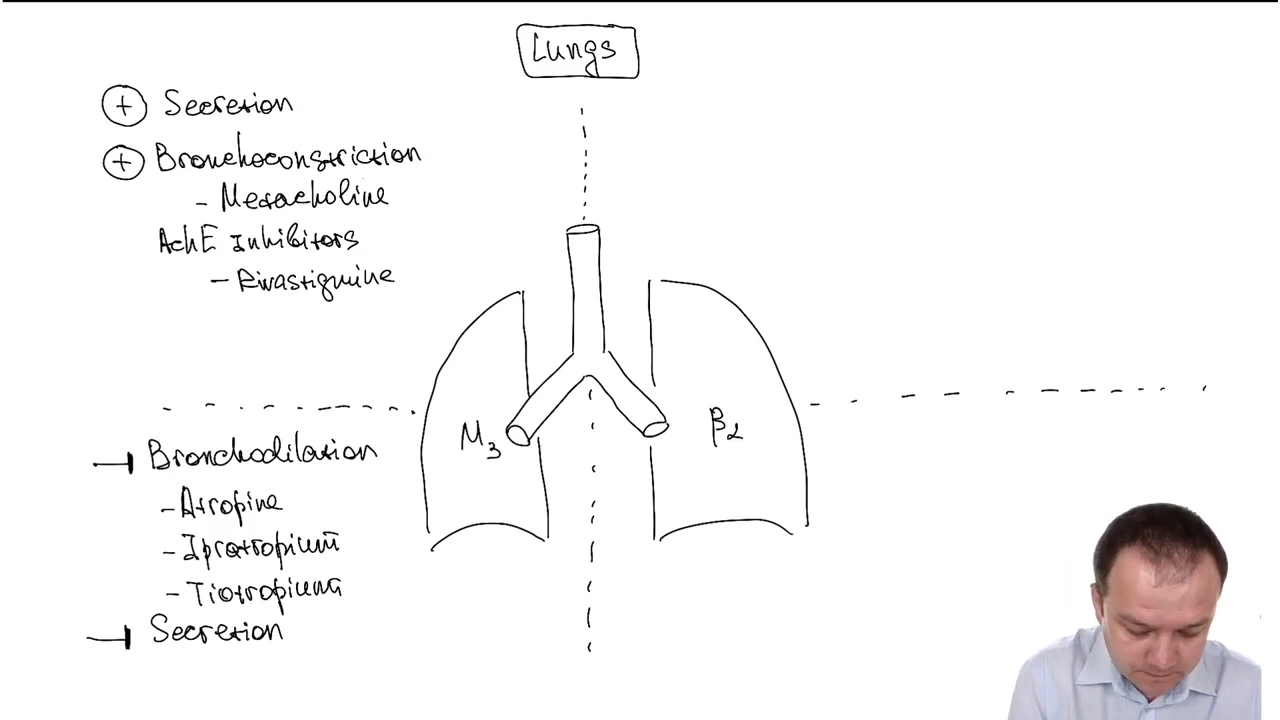 Lungs
+ Secretion
+ Bronchoconstriction
- Metacholine
AchE Inhibitors
- Rivastigmine
M3
β2
Bronchodilation
- Atropine
- Ipratropium
- Tiotropium
Secretion